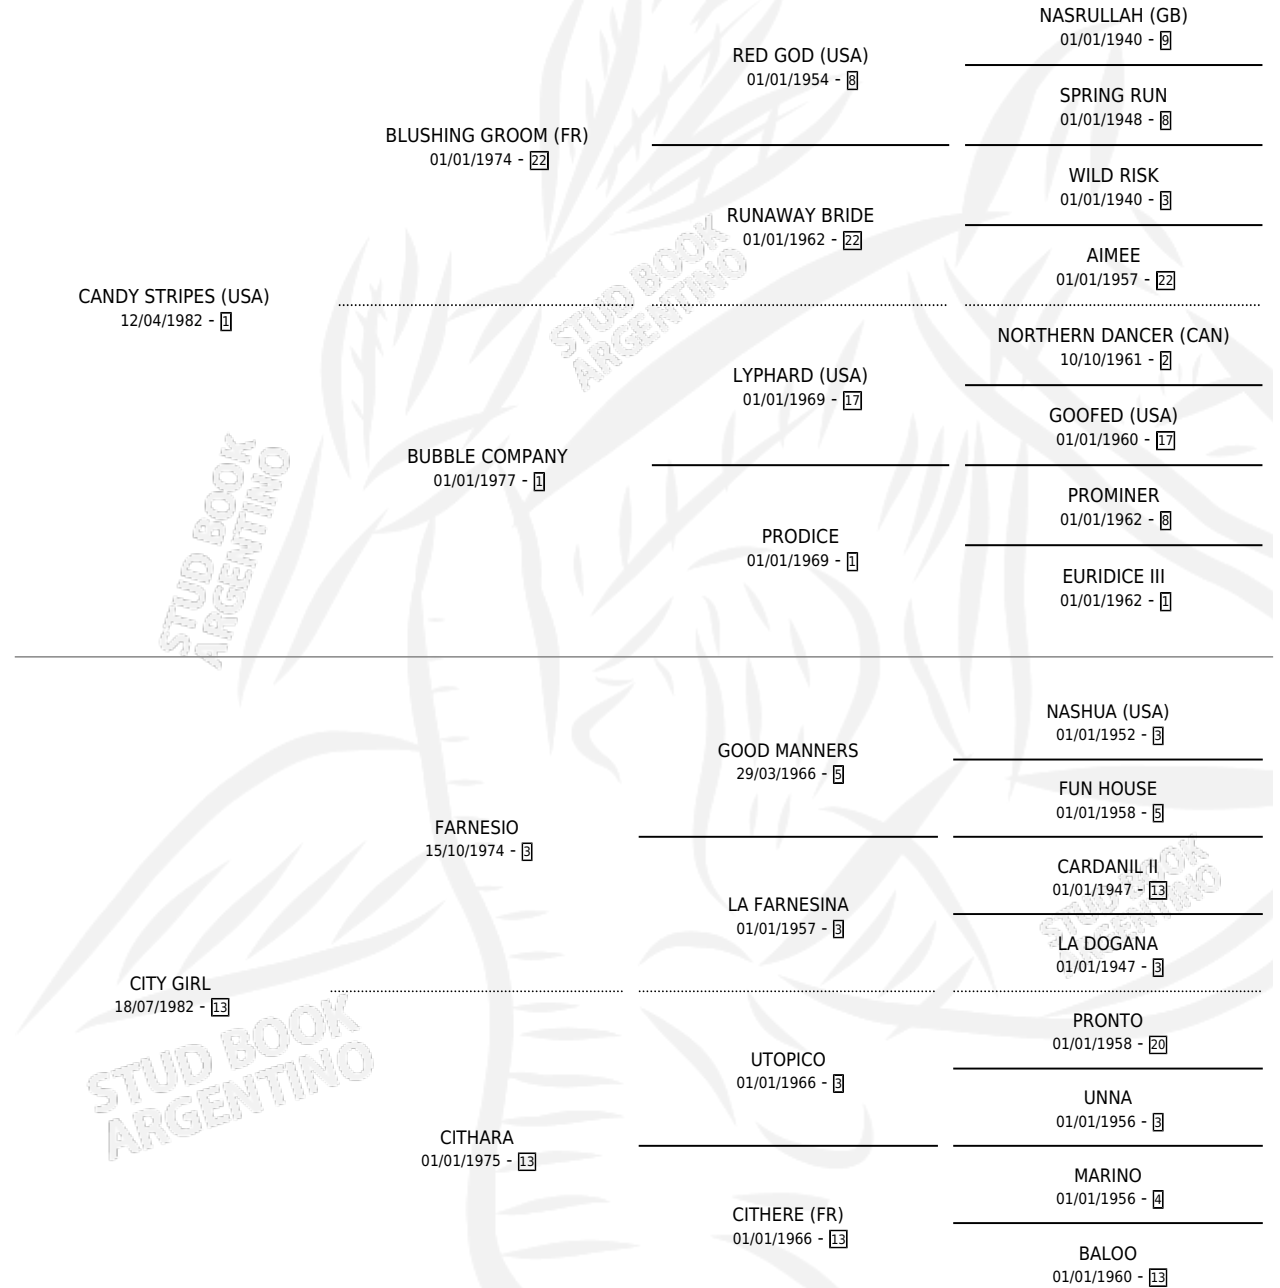 NASRULLAH (GB)
01/01/1940 - 9
RED GOD (USA)
01/01/1954 - 8
SPRING RUN
01/01/1948 - 8
BLUSHING GROOM (FR)
01/01/1974 - 22
WILD RISK
01/01/1940 - 3
RUNAWAY BRIDE
01/01/1962 - 22
AIMEE
01/01/1957 - 22
CANDY STRIPES (USA)
12/04/1982 - 1
STUD BOOK
ARGENTINO
NORTHERN DANCER (CAN)
10/10/1961 - 2
LYPHARD (USA)
01/01/1969 - 17
GOOFED (USA)
01/01/1960 - 17
BUBBLE COMPANY
01/01/1977 - 1
PROMINER
01/01/1962 - 8
PRODICE
01/01/1969 - 1
EURIDICE III
01/01/1962 - 1
STUD BOOK
ARGENTINO
NASHUA (USA)
01/01/1952 - 3
GOOD MANNERS
29/03/1966 - 5
FUN HOUSE
01/01/1958 - 5
FARNESIO
15/10/1974 - 3
CARDANIL II
01/01/1947 - 13
LA FARNESINA
01/01/1957 - 3
LA DOGANA
01/01/1947 - 3
STUD BOOK
ARGENTINO
CITY GIRL
18/07/1982 - 13
PRONTO
01/01/1958 - 20
UTOPICO
01/01/1966 - 3
UNNA
01/01/1956 - 3
STUD BOOK
ARGENTINO
CITHARA
01/01/1975 - 13
MARINO
01/01/1956 - 4
CITHERE (FR)
01/01/1966 - 13
BALOO
01/01/1960 - 13